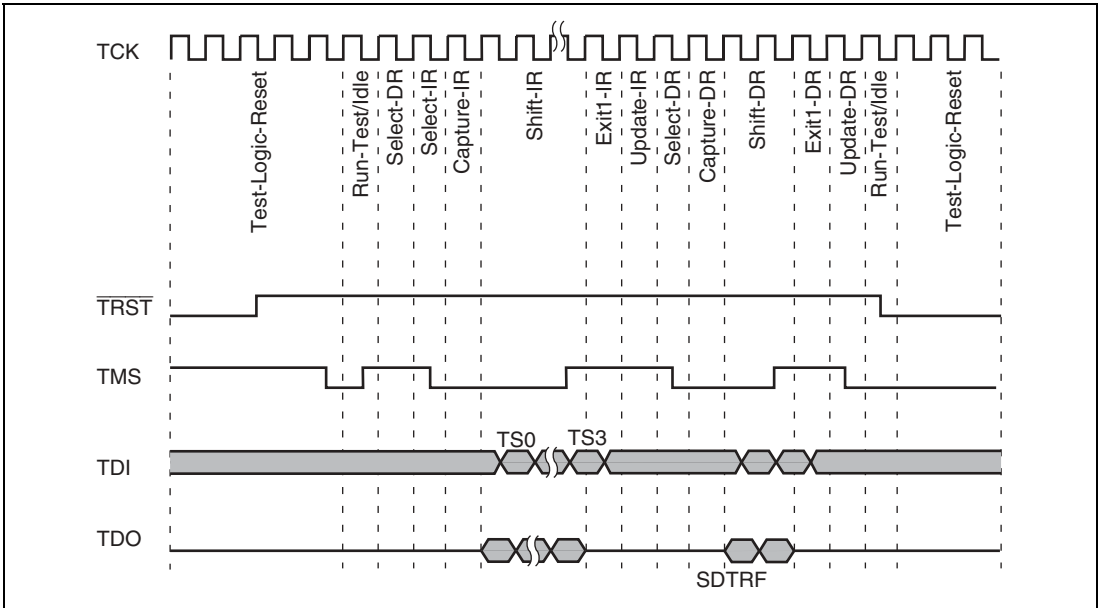 TCK
Test-Logic-Reset
Run-Test/Idle
Select-DR
Select-IR
Capture-IR
Shift-IR
Exit1-IR
Update-IR
Select-DR
Capture-DR
Shift-DR
Exit1-DR
Update-DR
Run-Test/Idle
Test-Logic-Reset
TRST
TMS
TS0 TS3
TDI
TDO
SDTRF